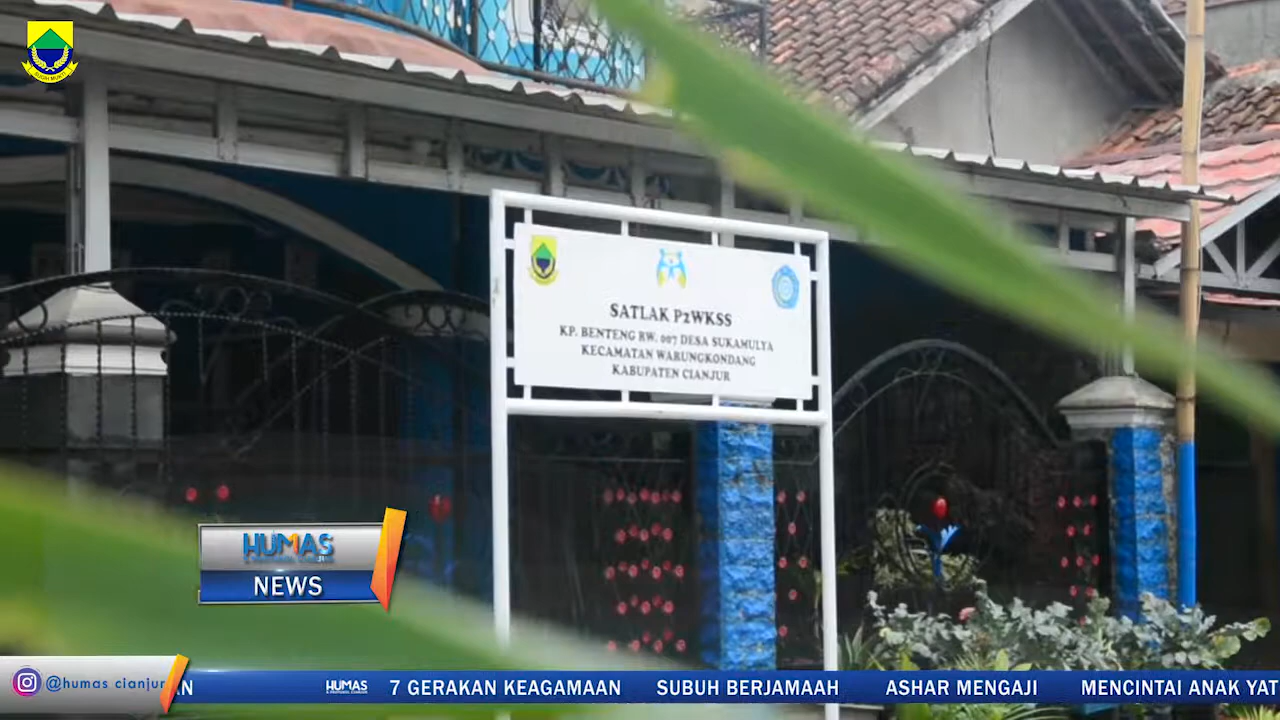 SATLAK P2WKSS
KP. BENTENG RW. 007 DESA SUKAMULYA
KECAMATAN WARUNGKONDANG
KABUPATEN CIANJUR
HUMAS
NEWS
@humas cianjur
HUMAS 7 GERAKAN KEAGAMAAN SUBUH BERJAMAAH ASHAR MENGAJI MENCINTAI ANAK YAT